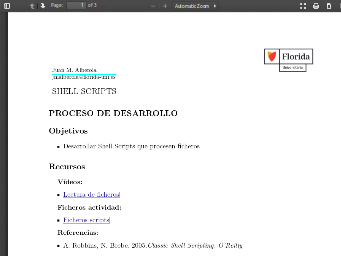 Page: 1 of 3
Automatic Zoom
Florida
Universitària
Juan M. Alberola
SHELL SCRIPTS
PROCESO DE DESARROLLO
Objetivos
• Desarrollar Shell Scripts que procesen ficheros
Recursos
Vídeos:
• Lectura de ficheros
Ficheros actividad:
• Ficheros scripts
Referencias:
• A. Robbins, N. Beebe. 2005. Classic Shell Scripting. O'Reilly